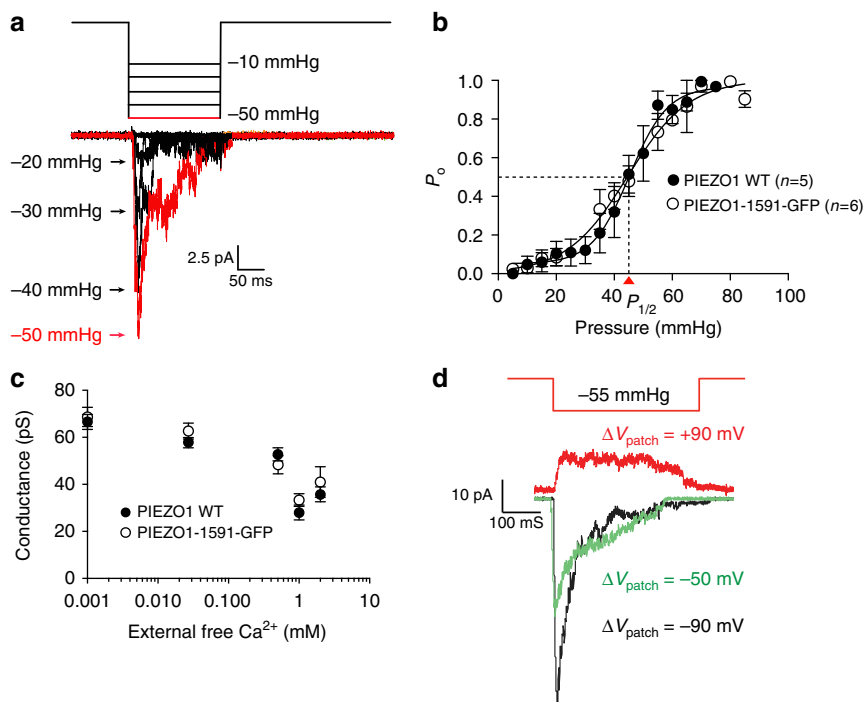 a
–10 mmHg
–50 mmHg
–20 mmHg
–30 mmHg
–40 mmHg
–50 mmHg
2.5 pA
50 ms
b
1.0
0.8
0.6
0.4
0.2
0.0
Po
PIEZO1 WT (n=5)
PIEZO1-1591-GFP (n=6)
0
20
40
60
80
100
P1/2
Pressure (mmHg)
c
80
60
40
20
0
Conductance (pS)
PIEZO1 WT
PIEZO1-1591-GFP
0.001
0.010
0.100
1
10
External free Ca2+ (mM)
d
–55 mmHg
ΔVpatch = +90 mV
10 pA
100 mS
ΔVpatch = –50 mV
ΔVpatch = –90 mV